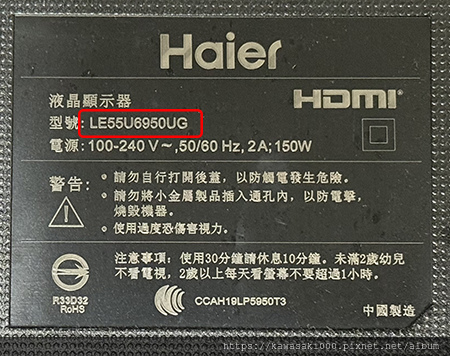 Haier
液晶顯示器
HDMI®
型號: LE55U6950UG
電源: 100-240 V～,50/60 Hz, 2A; 150W
警告:
• 請勿自行打開後蓋，以防觸電發生危險。
• 請勿將小金屬製品插入通孔內，以防電擊，
燒毀機器。
• 使用過度恐傷害視力。
注意事項: 使用30分鐘請休息10分鐘。未滿2歲幼兒
不看電視，2歲以上每天看螢幕不要超過1小時。
R33D32
RoHS
CCAH19LP5950T3
中國製造
https://kawasaki000.pixnet.net/album